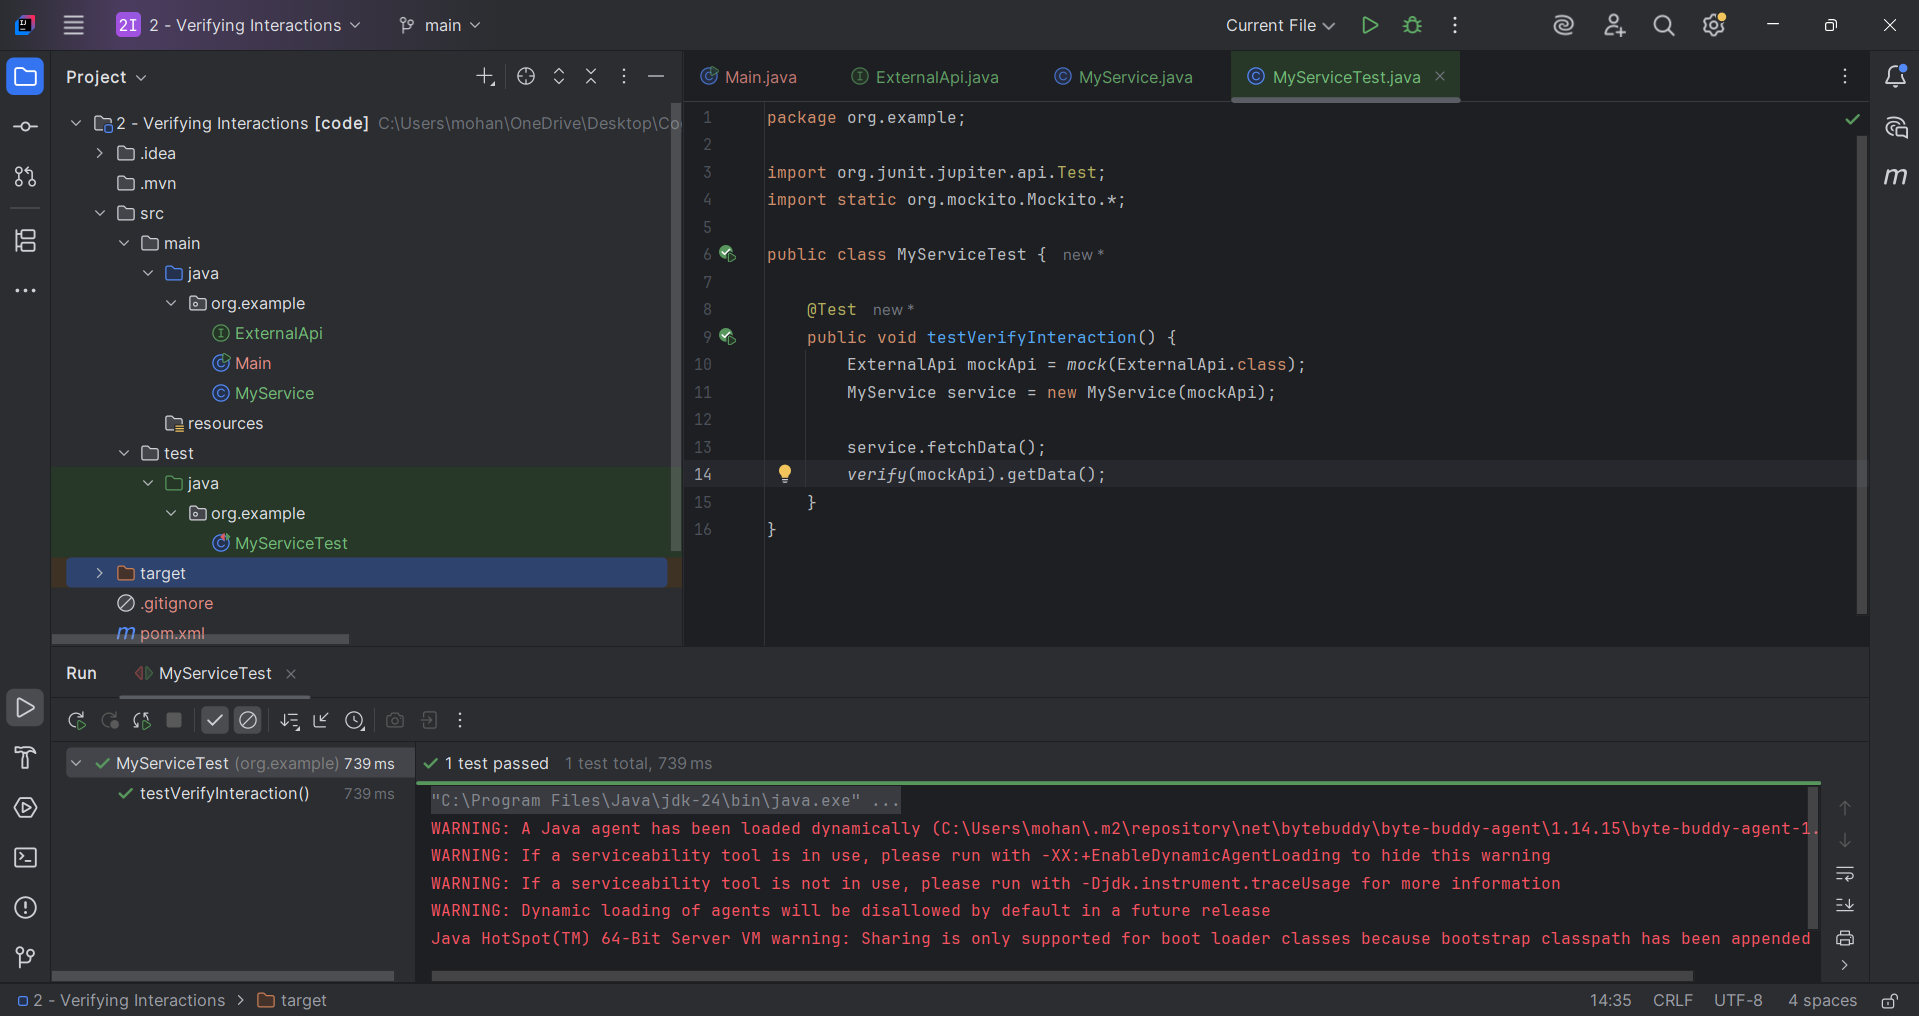 2I 2 - Verifying Interactions main Current File
Project
2 - Verifying Interactions [code] C:\Users\mohan\OneDrive\Desktop\Co
.idea
.mvn
src
main
java
org.example
ExternalApi
Main
MyService
resources
test
java
org.example
MyServiceTest
target
.gitignore
pom.xml
Main.java ExternalApi.java MyService.java MyServiceTest.java
1 package org.example;
2
3 import org.junit.jupiter.api.Test;
4 import static org.mockito.Mockito.*;
5
6 public class MyServiceTest { new *
7
8 @Test new *
9 public void testVerifyInteraction() {
10 ExternalApi mockApi = mock(ExternalApi.class);
11 MyService service = new MyService(mockApi);
12
13 service.fetchData();
14 verify(mockApi).getData();
15 }
16 }
Run MyServiceTest
MyServiceTest (org.example) 739 ms
testVerifyInteraction() 739 ms
1 test passed 1 test total, 739 ms
"C:\Program Files\Java\jdk-24\bin\java.exe" ...
WARNING: A Java agent has been loaded dynamically (C:\Users\mohan\.m2\repository\net\bytebuddy\byte-buddy-agent\1.14.15\byte-buddy-agent-1.
WARNING: If a serviceability tool is in use, please run with -XX:+EnableDynamicAgentLoading to hide this warning
WARNING: If a serviceability tool is not in use, please run with -Djdk.instrument.traceUsage for more information
WARNING: Dynamic loading of agents will be disallowed by default in a future release
Java HotSpot(TM) 64-Bit Server VM warning: Sharing is only supported for boot loader classes because bootstrap classpath has been appended
2 - Verifying Interactions > target
14:35 CRLF UTF-8 4 spaces